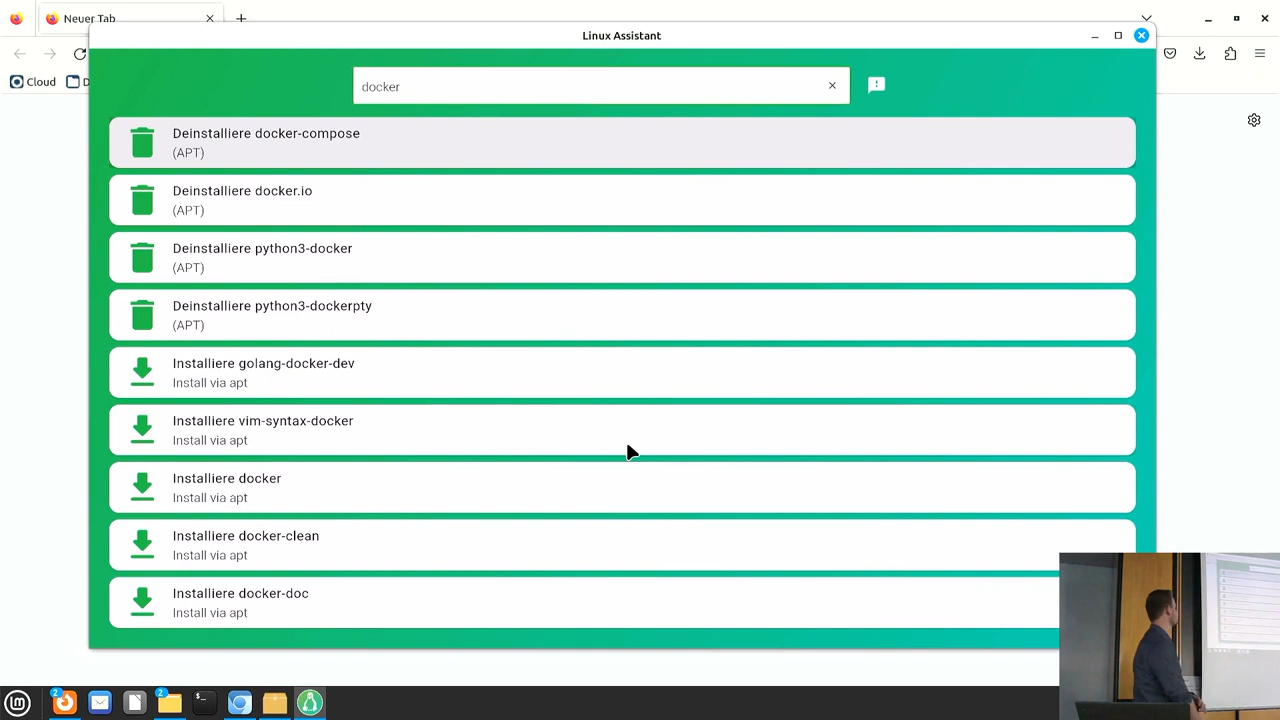 Neuer Tab
Linux Assistant
Cloud
D
docker
Deinstalliere docker-compose
(APT)
Deinstalliere docker.io
(APT)
Deinstalliere python3-docker
(APT)
Deinstalliere python3-dockerpty
(APT)
Installiere golang-docker-dev
Install via apt
Installiere vim-syntax-docker
Install via apt
Installiere docker
Install via apt
Installiere docker-clean
Install via apt
Installiere docker-doc
Install via apt
2
2